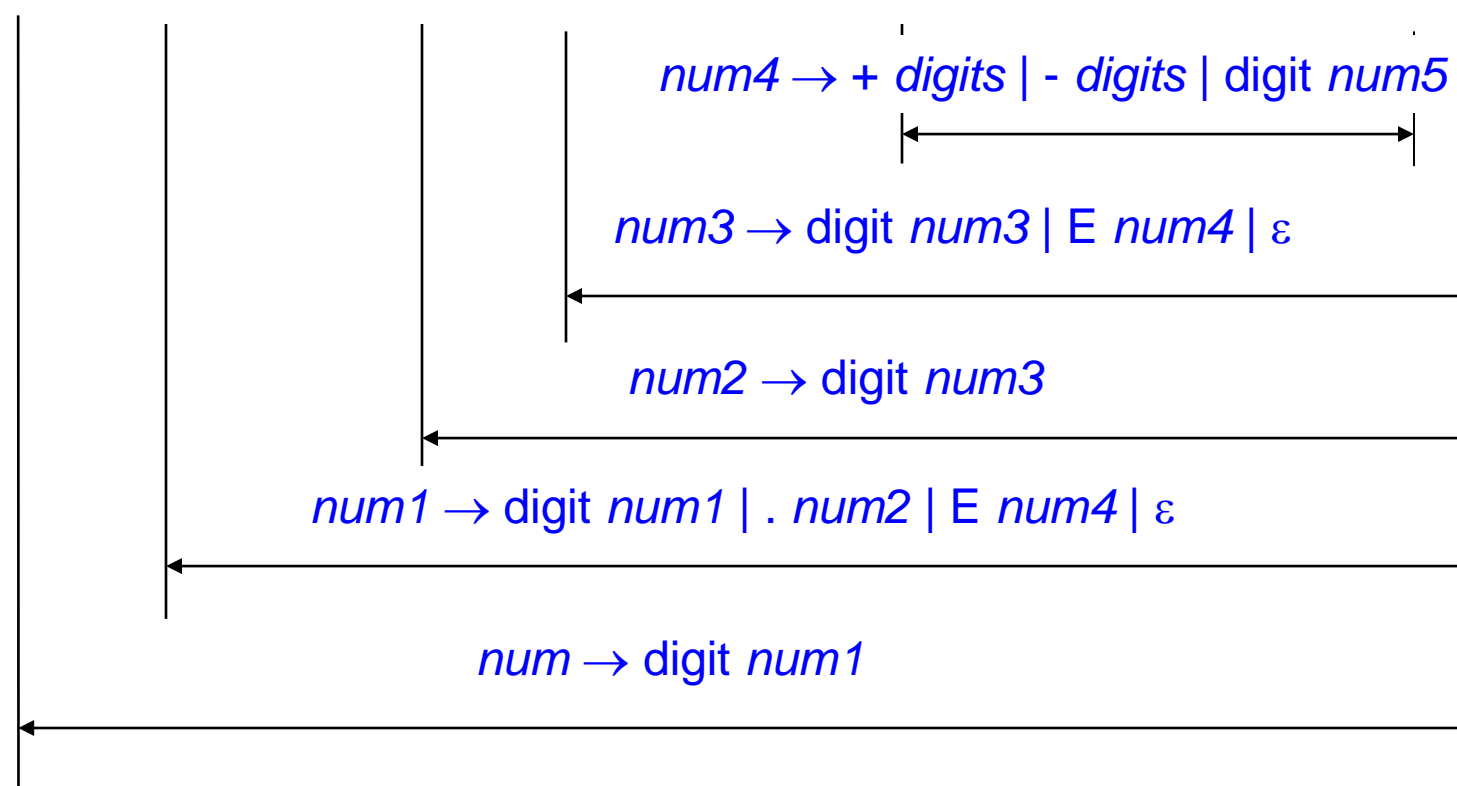 num4 → + digits | - digits | digit num5
num3 → digit num3 | E num4 | ε
num2 → digit num3
num1 → digit num1 | . num2 | E num4 | ε
num → digit num1